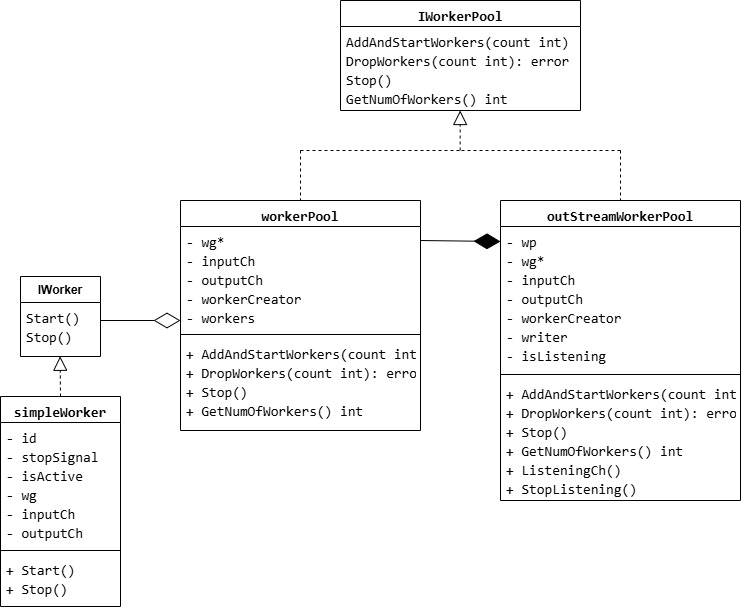 IWorkerPool
AddAndStartWorkers(count int)
DropWorkers(count int): error
Stop()
GetNumOfWorkers() int
workerPool
- wg*
- inputCh
- outputCh
- workerCreator
- workers
+ AddAndStartWorkers(count int
+ DropWorkers(count int): erro
+ Stop()
+ GetNumOfWorkers() int
outStreamWorkerPool
- wp
- wg*
- inputCh
- outputCh
- workerCreator
- writer
- isListening
+ AddAndStartWorkers(count int
+ DropWorkers(count int): erro
+ Stop()
+ GetNumOfWorkers() int
+ ListeningCh()
+ StopListening()
IWorker
Start()
Stop()
simpleWorker
- id
- stopSignal
- isActive
- wg
- inputCh
- outputCh
+ Start()
+ Stop()